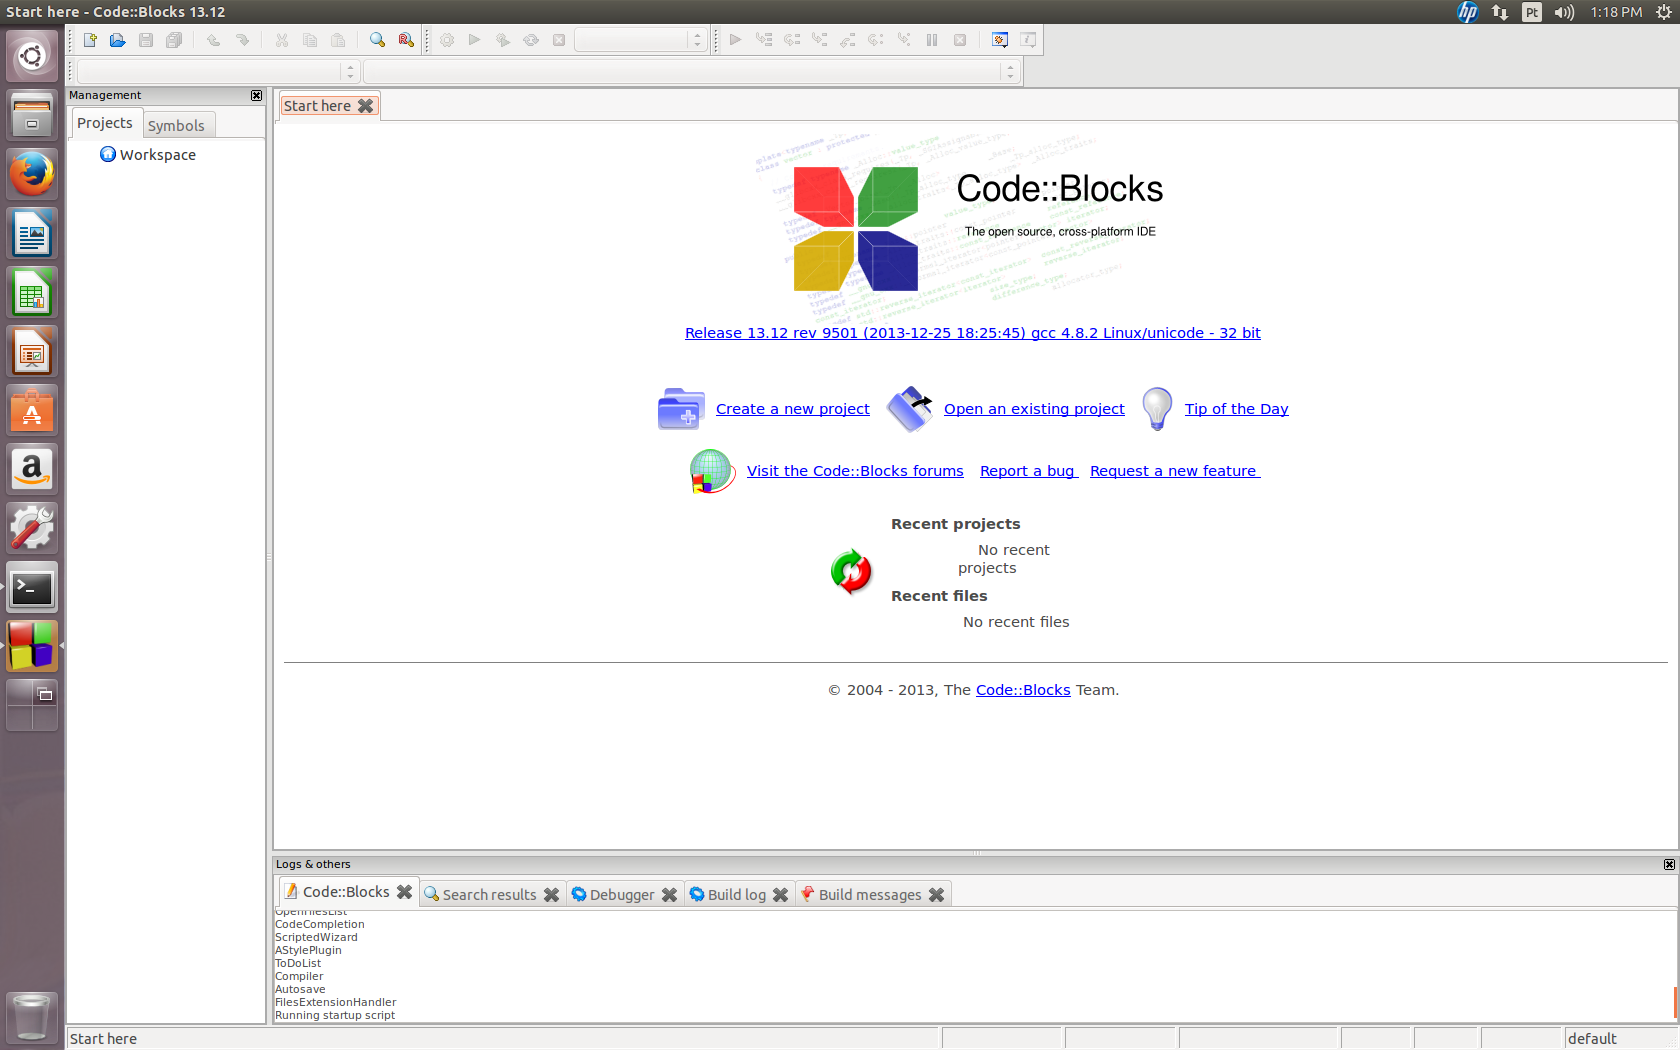 Start here - Code::Blocks 13.12
Pt
1:18 PM
Management
Projects
Symbols
Workspace
Start here
Code::Blocks
The open source, cross-platform IDE
Release 13.12 rev 9501 (2013-12-25 18:25:45) gcc 4.8.2 Linux/unicode - 32 bit
Create a new project
Open an existing project
Tip of the Day
Visit the Code::Blocks forums
Report a bug
Request a new feature
Recent projects
No recent
projects
Recent files
No recent files
© 2004 - 2013, The Code::Blocks Team.
Logs & others
Code::Blocks
Search results
Debugger
Build log
Build messages
OpenFilesList
CodeCompletion
ScriptedWizard
AStylePlugin
ToDoList
Compiler
Autosave
FilesExtensionHandler
Running startup script
Start here
default